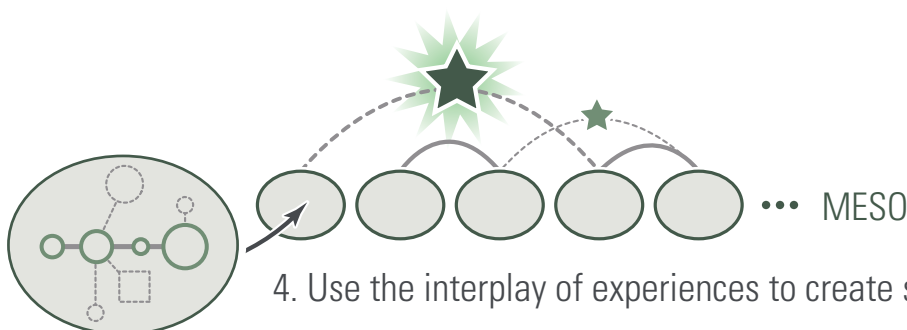 ••• MESO
4. Use the interplay of experiences to create